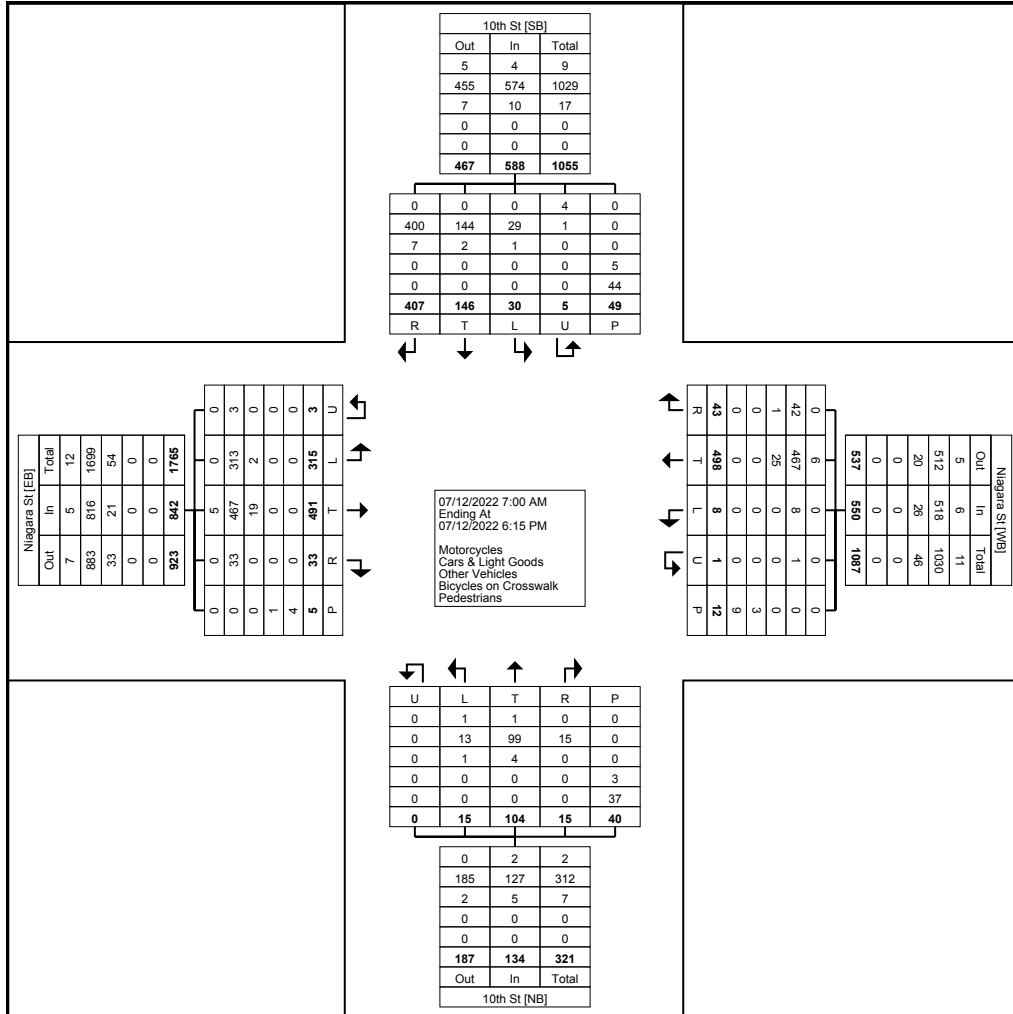 10th St [SB]
Out In Total
5 4 9
455 574 1029
7 10 17
0 0 0
0 0 0
467 588 1055
0 0 0 4 0
400 144 29 1 0
7 2 1 0 0
0 0 0 0 5
0 0 0 0 44
407 146 30 5 49
R T L U P
Niagara St [EB]
Out In Total
7 5 12
883 816 1699
33 21 54
0 0 0
0 0 0
923 842 1765
0 0 5 0 0
0 33 467 313 3
0 0 19 2 0
1 0 0 0 0
4 0 0 0 0
5 33 491 315 3
P R T L U
07/12/2022 7:00 AM
Ending At
07/12/2022 6:15 PM
Motorcycles
Cars & Light Goods
Other Vehicles
Bicycles on Crosswalk
Pedestrians
Niagara St [WB]
Out In Total
5 6 11
512 518 1030
20 26 46
0 0 0
0 0 0
537 550 1087
0 6 0 0 0
42 467 8 1 0
1 25 0 0 0
0 0 0 0 3
0 0 0 0 9
43 498 8 1 12
R T L U P
U L T R P
0 1 1 0 0
0 13 99 15 0
0 1 4 0 0
0 0 0 0 3
0 0 0 0 37
0 15 104 15 40
0 2 2
185 127 312
2 5 7
0 0 0
0 0 0
187 134 321
Out In Total
10th St [NB]